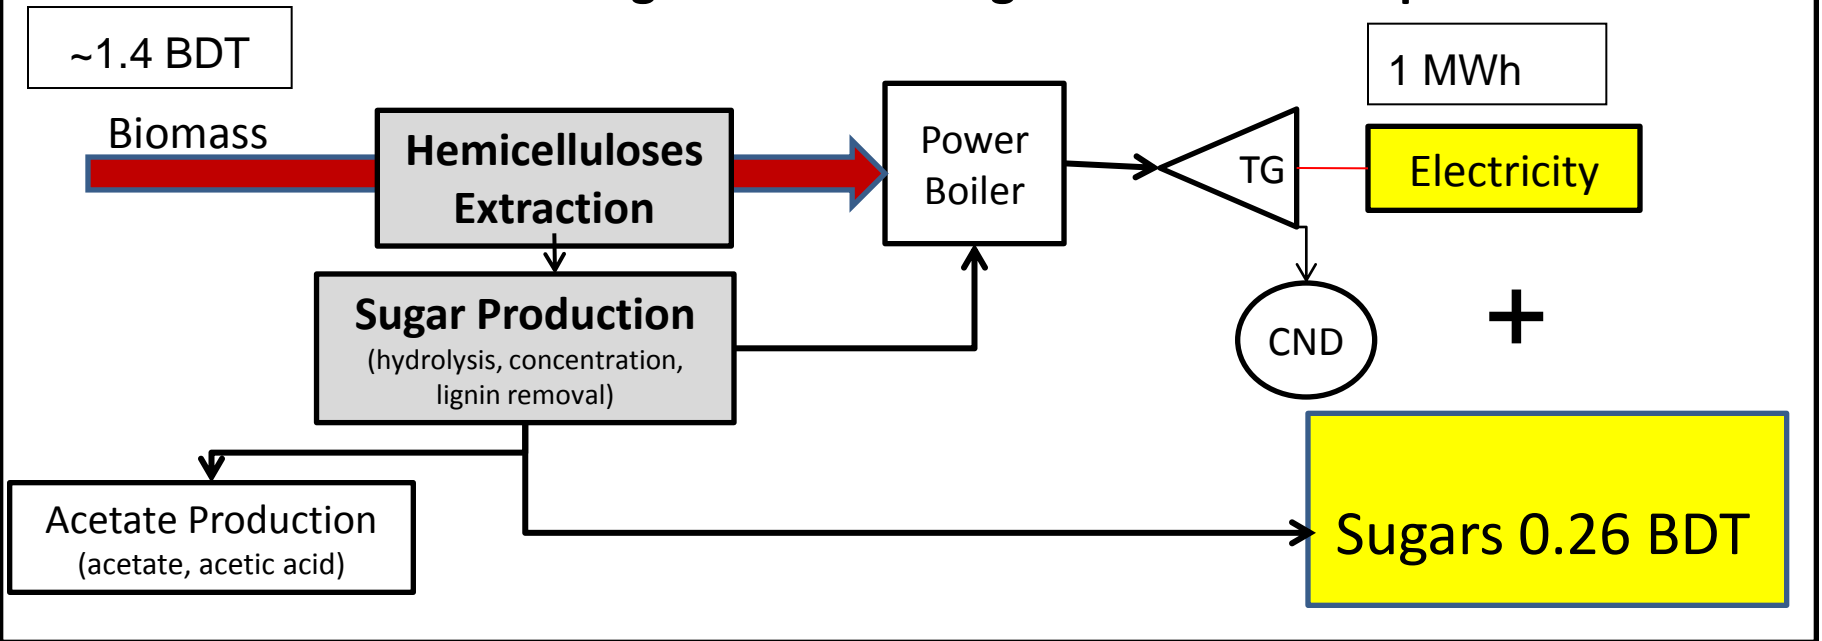 ~1.4 BDT
1 MWh
Biomass
Hemicelluloses
Extraction
Power
Boiler
TG
Electricity
Sugar Production
(hydrolysis, concentration,
lignin removal)
CND
+
Acetate Production
(acetate, acetic acid)
Sugars 0.26 BDT